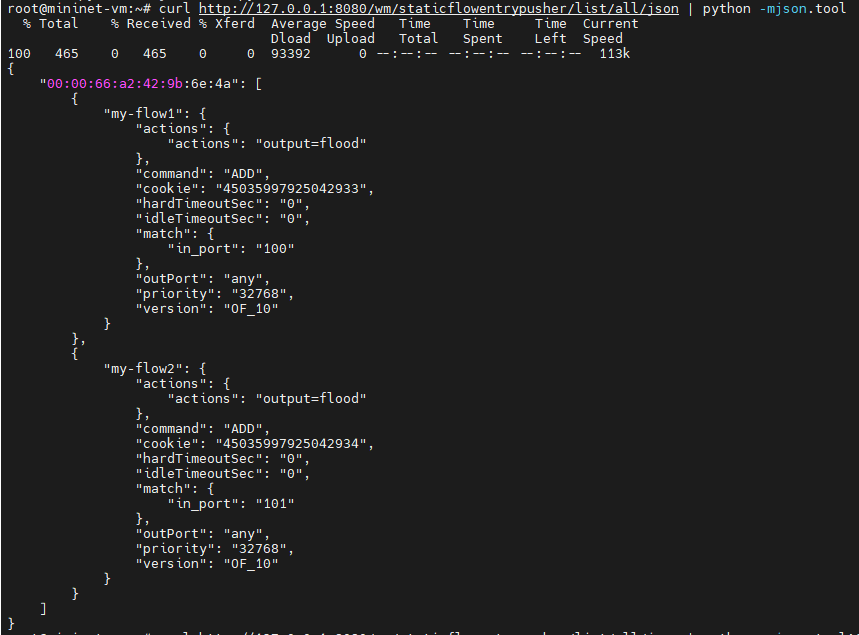 root@mininet-vm:~# curl http://127.0.0.1:8080/wm/staticflowentrypusher/list/all/json | python -mjson.tool
  % Total    % Received % Xferd  Average Speed   Time    Time     Time  Current
                                 Dload  Upload   Total   Spent    Left  Speed
100   465    0   465    0     0  93392      0 --:--:-- --:--:-- --:--:--  113k
{
    "00:00:66:a2:42:9b:6e:4a": [
        {
            "my-flow1": {
                "actions": {
                    "actions": "output=flood"
                },
                "command": "ADD",
                "cookie": "45035997925042933",
                "hardTimeoutSec": "0",
                "idleTimeoutSec": "0",
                "match": {
                    "in_port": "100"
                },
                "outPort": "any",
                "priority": "32768",
                "version": "OF_10"
            }
        },
        {
            "my-flow2": {
                "actions": {
                    "actions": "output=flood"
                },
                "command": "ADD",
                "cookie": "45035997925042934",
                "hardTimeoutSec": "0",
                "idleTimeoutSec": "0",
                "match": {
                    "in_port": "101"
                },
                "outPort": "any",
                "priority": "32768",
                "version": "OF_10"
            }
        }
    ]
}